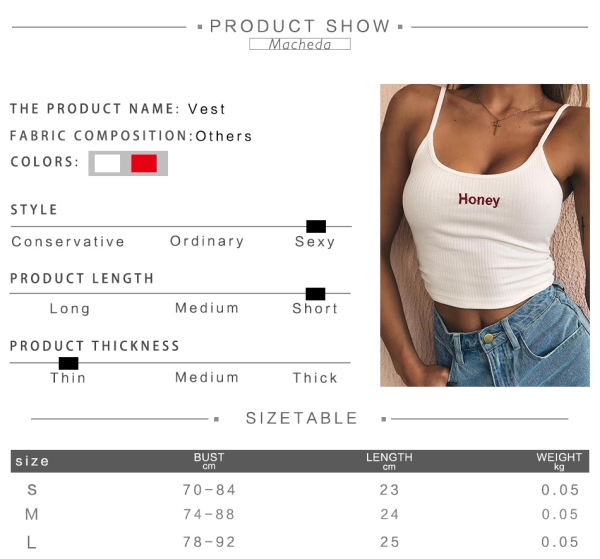 PRODUCT SHOW
Macheda
THE PRODUCT NAME: Vest
FABRIC COMPOSITION:Others
COLORS:
STYLE
Conservative Ordinary Sexy
PRODUCT LENGTH
Long Medium Short
PRODUCT THICKNESS
Thin Medium Thick
Honey
SIZETABLE
size BUST cm LENGTH cm WEIGHT kg
S 70-84 23 0.05
M 74-88 24 0.05
L 78-92 25 0.05